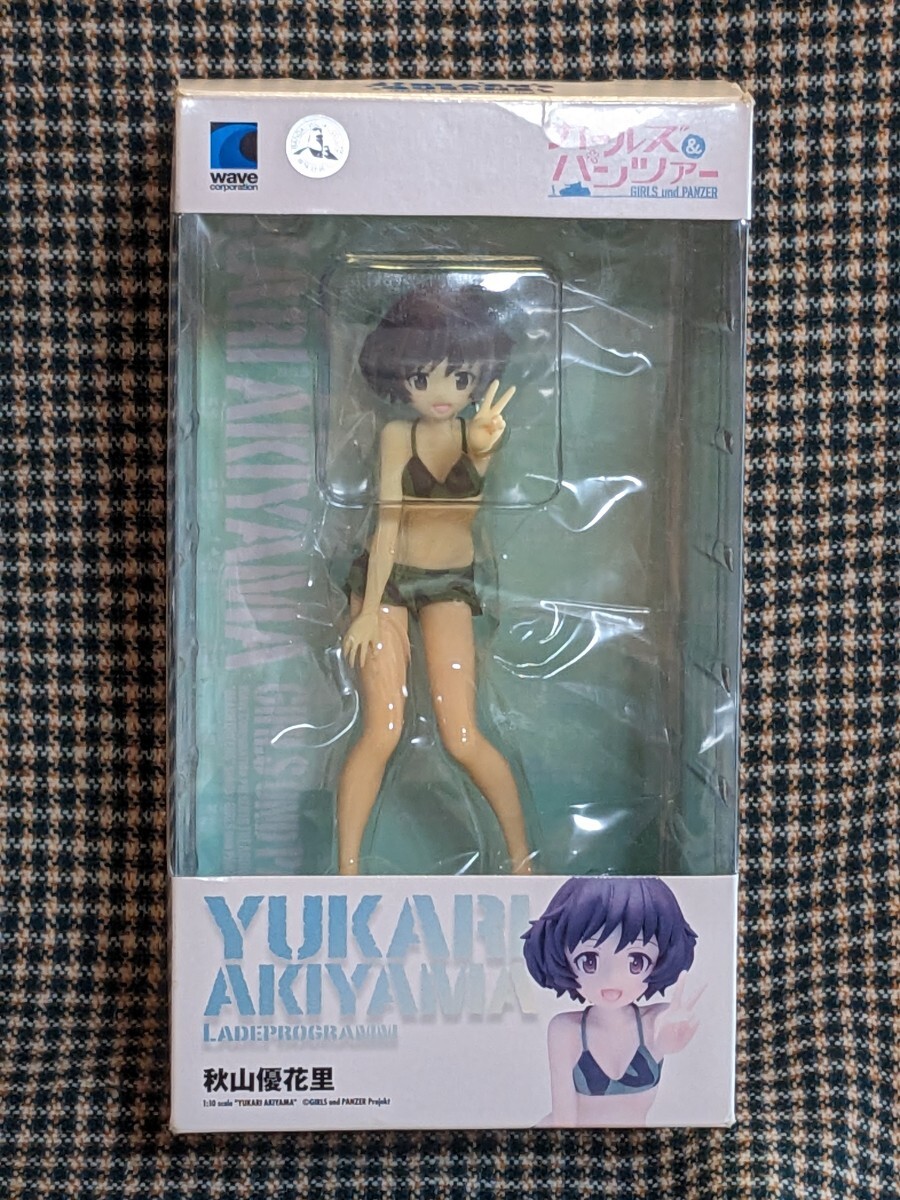 wave
corporation
ガールズ&
パンツァー
GIRLS und PANZER
YUKARI AKIYAMA
YUKARI
AKIYAMA
LADEPROGRAMM
秋山優花里
1:10 scale "YUKARI AKIYAMA" ©GIRLS und PANZER Projekt